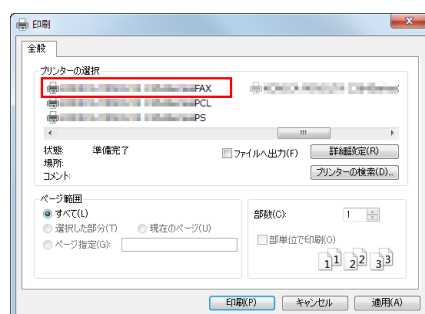 印刷
全般
プリンターの選択
FAX
PCL
PS
状態: 準備完了
場所:
コメント:
ファイルへ出力(F)
詳細設定(R)
プリンターの検索(D)...
ページ範囲
すべて(L)
選択した部分(T) 現在のページ(U)
ページ指定(G):
部数(C): 1
部単位で印刷(O)
1 1 2 2 3 3
印刷(P) キャンセル 適用(A)